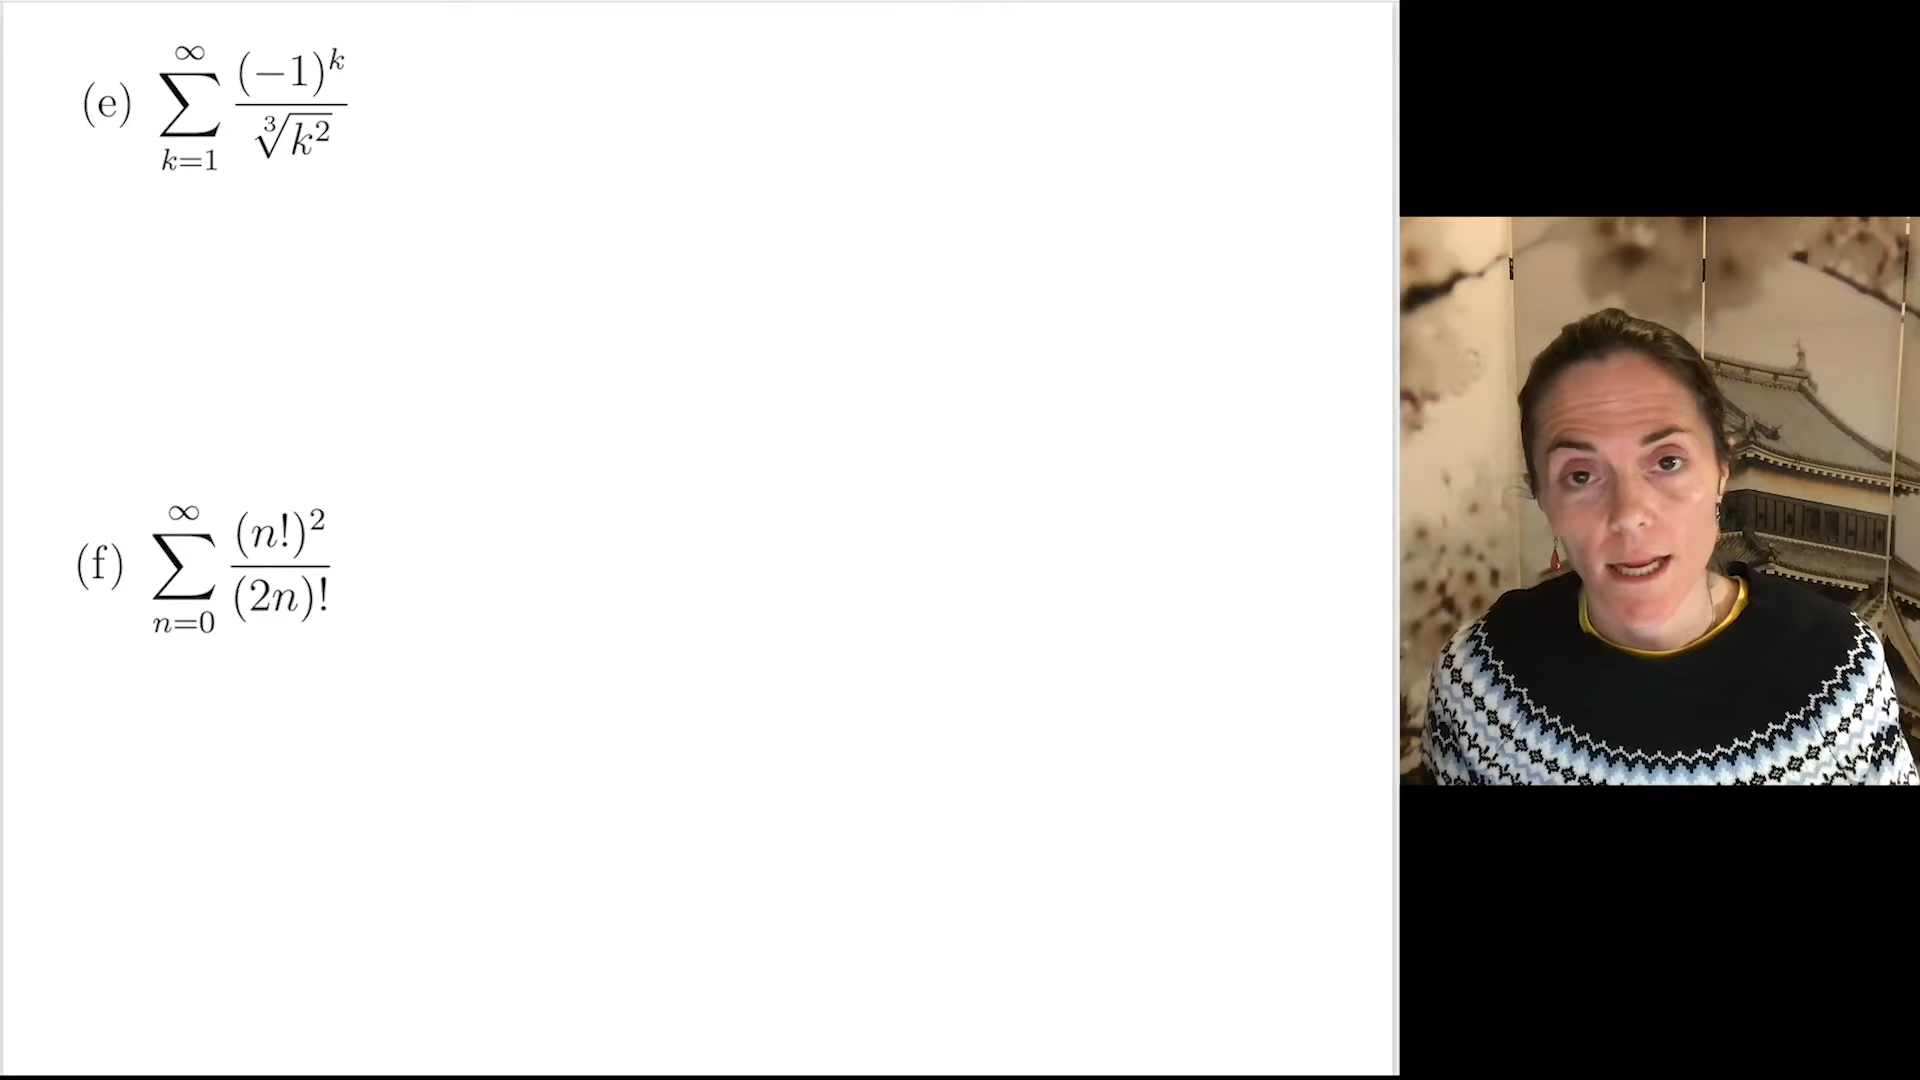 (e) $\sum_{k=1}^{\infty} \frac{(-1)^k}{\sqrt[3]{k^2}}$
(f) $\sum_{n=0}^{\infty} \frac{(n!)^2}{(2n)!}$